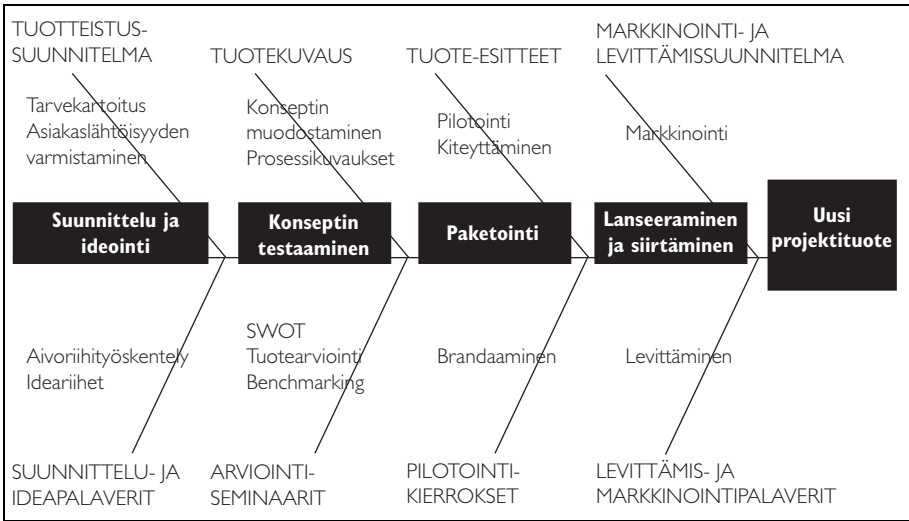 TUOTTEISTUS-
SUUNNITELMA
TUOTEKUVAUS
TUOTE-ESITTEET
MARKKINOINTI- JA
LEVITTÄMISSUUNNITELMA
Tarvekartoitus
Asiakaslähtöisyyden
varmistaminen
Konseptin
muodostaminen
Prosessikuvaukset
Pilotointi
Kiteyttäminen
Markkinointi
Suunnittelu ja
ideointi
Konseptin
testaaminen
Paketointi
Lanseeraminen
ja siirtäminen
Uusi
projektituote
Aivoriihityöskentely
Ideariihet
SWOT
Tuotearviointi
Benchmarking
Brandaaminen
Levittäminen
SUUNNITTELU- JA
IDEAPALAVERIT
ARVIOINTI-
SEMINAARIT
PILOTOINTI-
KIERROKSET
LEVITTÄMIS- JA
MARKKINOINTIPALAVERIT